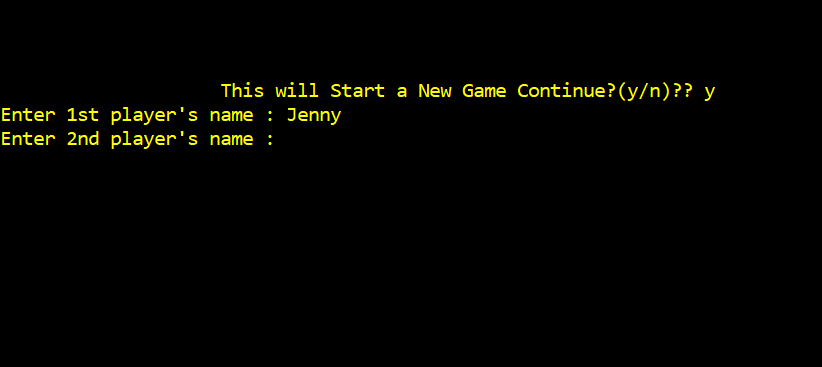 This will Start a New Game Continue?(y/n)?? y
Enter 1st player's name : Jenny
Enter 2nd player's name :